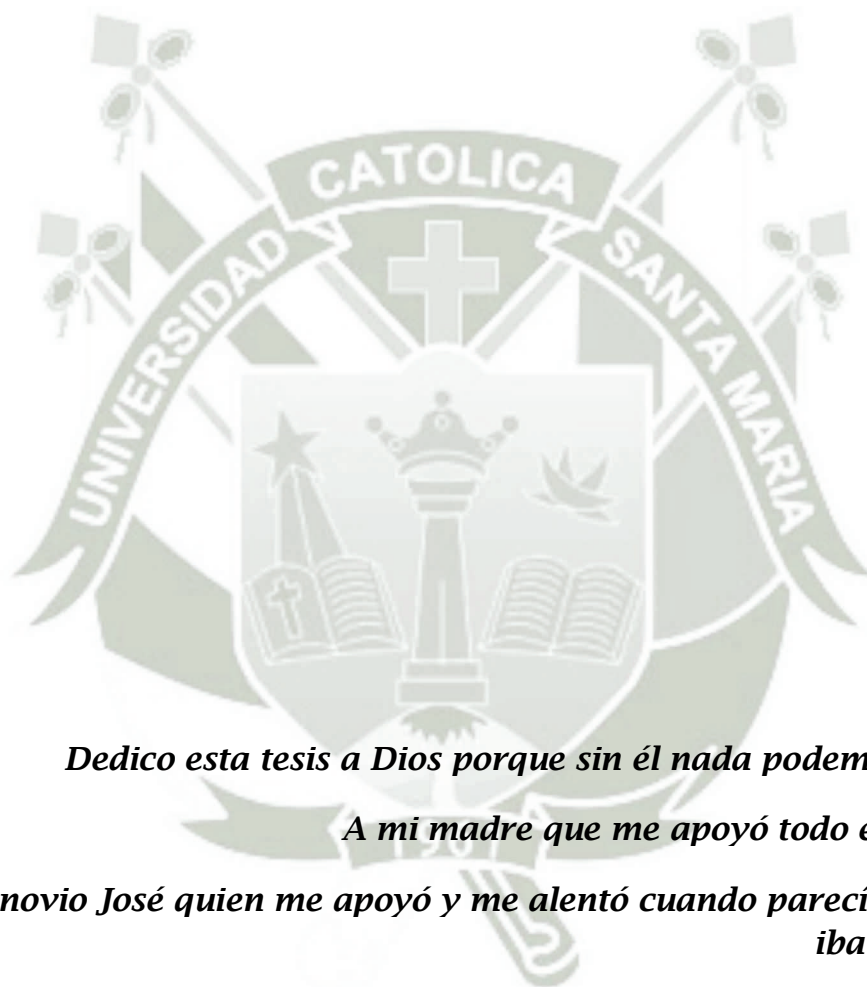 UNIVERSIDAD CATOLICA SANTA MARIA
Dedico esta tesis a Dios porque sin él nada podem
A mi madre que me apoyó todo e
novio José quien me apoyó y me alentó cuando parecí
iba